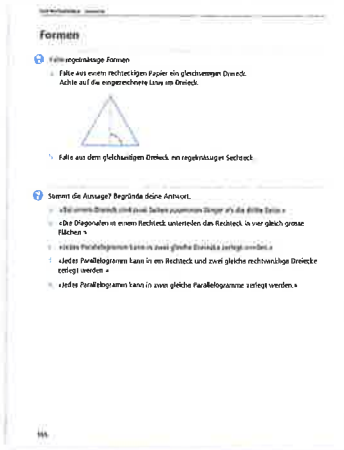 Formen
regelmässige Formen
Falte aus einem rechteckigen Papier ein gleichseitiges Dreieck.
Achte auf die eingezeichnete Linie im Dreieck.
Falte aus dem gleichseitigen Dreieck ein regelmässiges Sechseck.
Stimmt die Aussage? Begründe deine Antwort.
«Bei einem Dreieck sind zwei Seiten zusammen länger als die dritte Seite.»
«Die Diagonalen in einem Rechteck unterteilen das Rechteck in vier gleich grosse
Flächen.»
«Jedes Parallelogramm kann in zwei gleiche Dreiecke zerlegt werden.»
«Jedes Parallelogramm kann in ein Rechteck und zwei gleiche rechtwinklige Dreiecke
zerlegt werden.»
«Jedes Parallelogramm kann in zwei gleiche Parallelogramme zerlegt werden.»